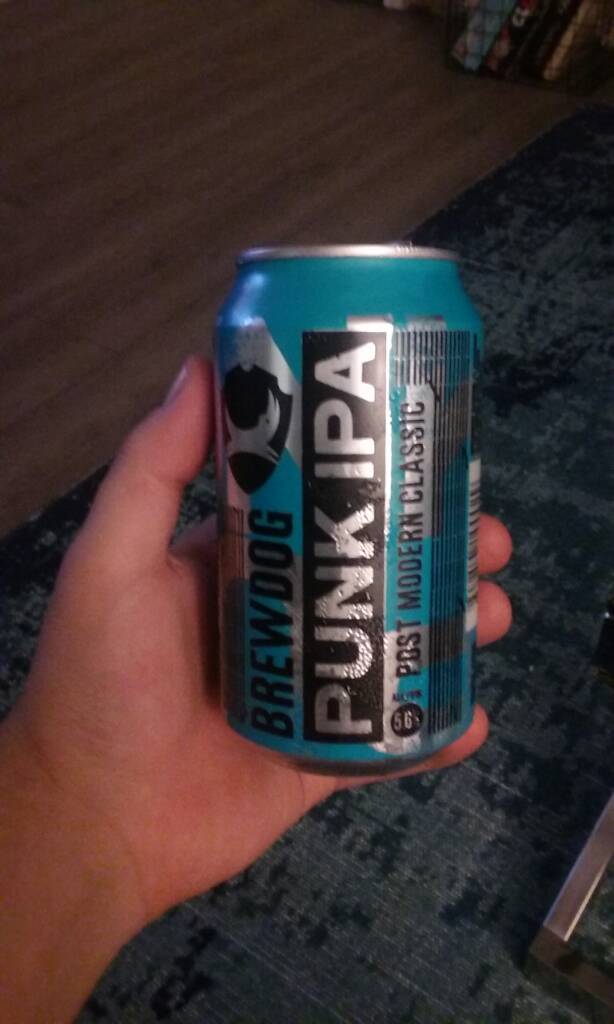 BREWDOG
PUNK IPA
POST MODERN CLASSIC
5.6%